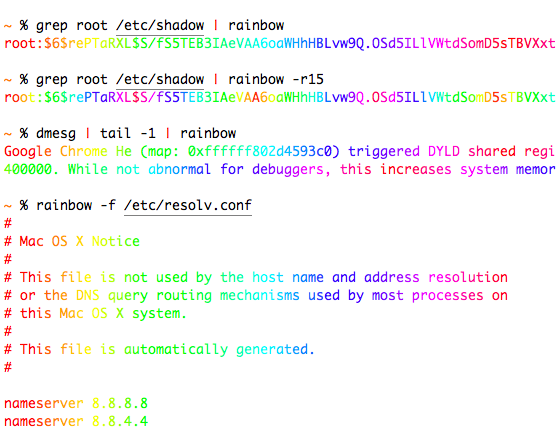 ~ % grep root /etc/shadow | rainbow
root:$6$rePTaRXL$S/fS5TEB3IAeVAA6oaWHhHBLvw9Q.OSd5ILlVWtdSomD5sTBVXxt
~ % grep root /etc/shadow | rainbow -r15
root:$6$rePTaRXL$S/fS5TEB3IAeVAA6oaWHhHBLvw9Q.OSd5ILlVWtdSomD5sTBVXxt
~ % dmesg | tail -1 | rainbow
Google Chrome He (map: 0xffffff802d4593c0) triggered DYLD shared regi
400000. While not abnormal for debuggers, this increases system memor
~ % rainbow -f /etc/resolv.conf
#
# Mac OS X Notice
#
# This file is not used by the host name and address resolution
# or the DNS query routing mechanisms used by most processes on
# this Mac OS X system.
#
# This file is automatically generated.
#
nameserver 8.8.8.8
nameserver 8.8.4.4